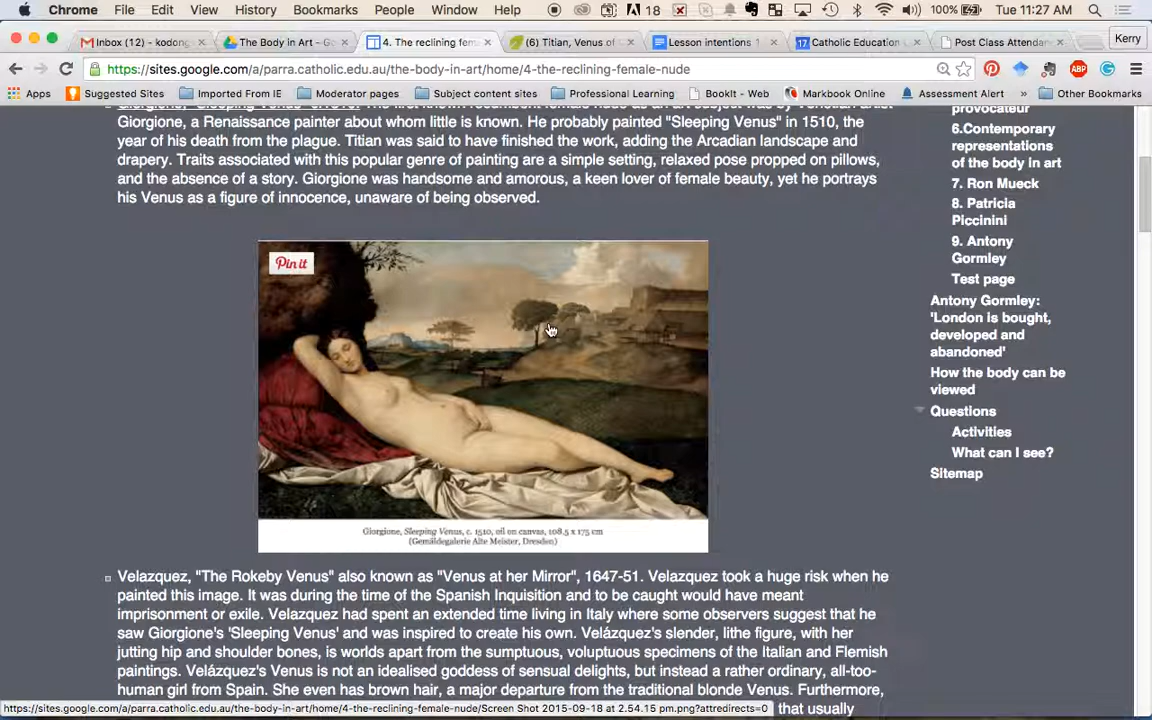 Chrome File Edit View History Bookmarks People Window Help 18 100% Tue 11:27 AM
Inbox (12) - kodong The Body in Art - Go 4. The reclining fem (6) Titian, Venus of Lesson intentions 1 Catholic Education Post Class Attendan Kerry
https://sites.google.com/a/parra.catholic.edu.au/the-body-in-art/home/4-the-reclining-female-nude
Apps Suggested Sites Imported From IE Moderator pages Subject content sites Professional Learning BookIt - Web Markbook Online Assessment Alert » Other Bookmarks
Giorgione, a Renaissance painter about whom little is known. He probably painted "Sleeping Venus" in 1510, the
year of his death from the plague. Titian was said to have finished the work, adding the Arcadian landscape and
drapery. Traits associated with this popular genre of painting are a simple setting, relaxed pose propped on pillows,
and the absence of a story. Giorgione was handsome and amorous, a keen lover of female beauty, yet he portrays
his Venus as a figure of innocence, unaware of being observed.
Pin it
Giorgione, Sleeping Venus, c. 1510, oil on canvas, 108.5 x 175 cm
(Gemäldegalerie Alte Meister, Dresden)
Velazquez, "The Rokeby Venus" also known as "Venus at her Mirror", 1647-51. Velazquez took a huge risk when he
painted this image. It was during the time of the Spanish Inquisition and to be caught would have meant
imprisonment or exile. Velazquez had spent an extended time living in Italy where some observers suggest that he
saw Giorgione's 'Sleeping Venus' and was inspired to create his own. Velázquez's slender, lithe figure, with her
jutting hip and shoulder bones, is worlds apart from the sumptuous, voluptuous specimens of the Italian and Flemish
paintings. Velázquez's Venus is not an idealised goddess of sensual delights, but instead a rather ordinary, all-too-
human girl from Spain. She even has brown hair, a major departure from the traditional blonde Venus. Furthermore,
that usually
https://sites.google.com/a/parra.catholic.edu.au/the-body-in-art/home/4-the-reclining-female-nude/Screen Shot 2015-09-18 at 2.54.15 pm.png?attredirects=0
provocateur
6.Contemporary
representations
of the body in art
7. Ron Mueck
8. Patricia
Piccinini
9. Antony
Gormley
Test page
Antony Gormley:
'London is bought,
developed and
abandoned'
How the body can be
viewed
Questions
Activities
What can I see?
Sitemap